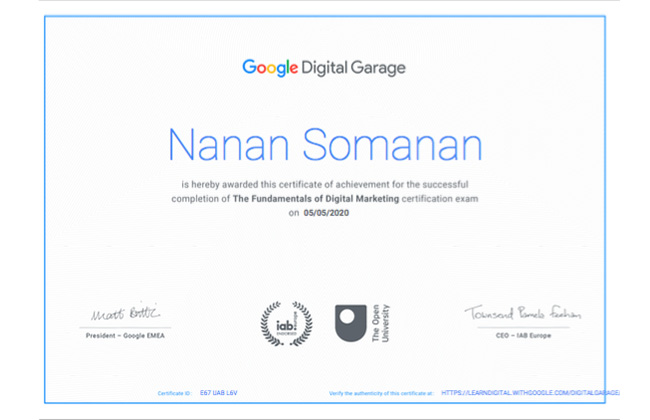 Google Digital Garage
Nanan Somanan
is hereby awarded this certificate of achievement for the successful
completion of The Fundamentals of Digital Marketing certification exam
on 05/05/2020
President – Google EMEA
iab!
europe
ENDORSED
The Open
University
Townsend Pamela Feehan
CEO – IAB Europe
Certificate ID: E67 UAB L6V
Verify the authenticity of this certificate at: HTTPS://LEARNDIGITAL.WITHGOOGLE.COM/DIGITALGARAGE/